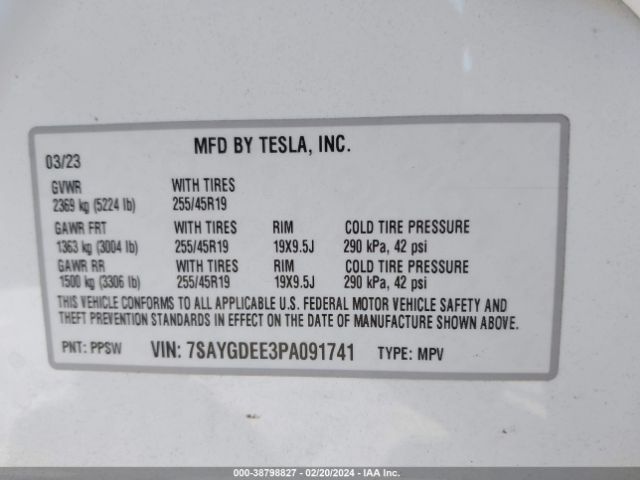 MFD BY TESLA, INC.
03/23
GVWR WITH TIRES
2369 kg (5224 lb) 255/45R19
GAWR FRT WITH TIRES RIM COLD TIRE PRESSURE
1363 kg (3004 lb) 255/45R19 19X9.5J 290 kPa, 42 psi
GAWR RR WITH TIRES RIM COLD TIRE PRESSURE
1500 kg (3306 lb) 255/45R19 19X9.5J 290 kPa, 42 psi
THIS VEHICLE CONFORMS TO ALL APPLICABLE U.S. FEDERAL MOTOR VEHICLE SAFETY AND
THEFT PREVENTION STANDARDS IN EFFECT ON THE DATE OF MANUFACTURE SHOWN ABOVE.
PNT: PPSW VIN: 7SAYGDEE3PA091741 TYPE: MPV
000-38798827 - 02/20/2024 - IAA Inc.